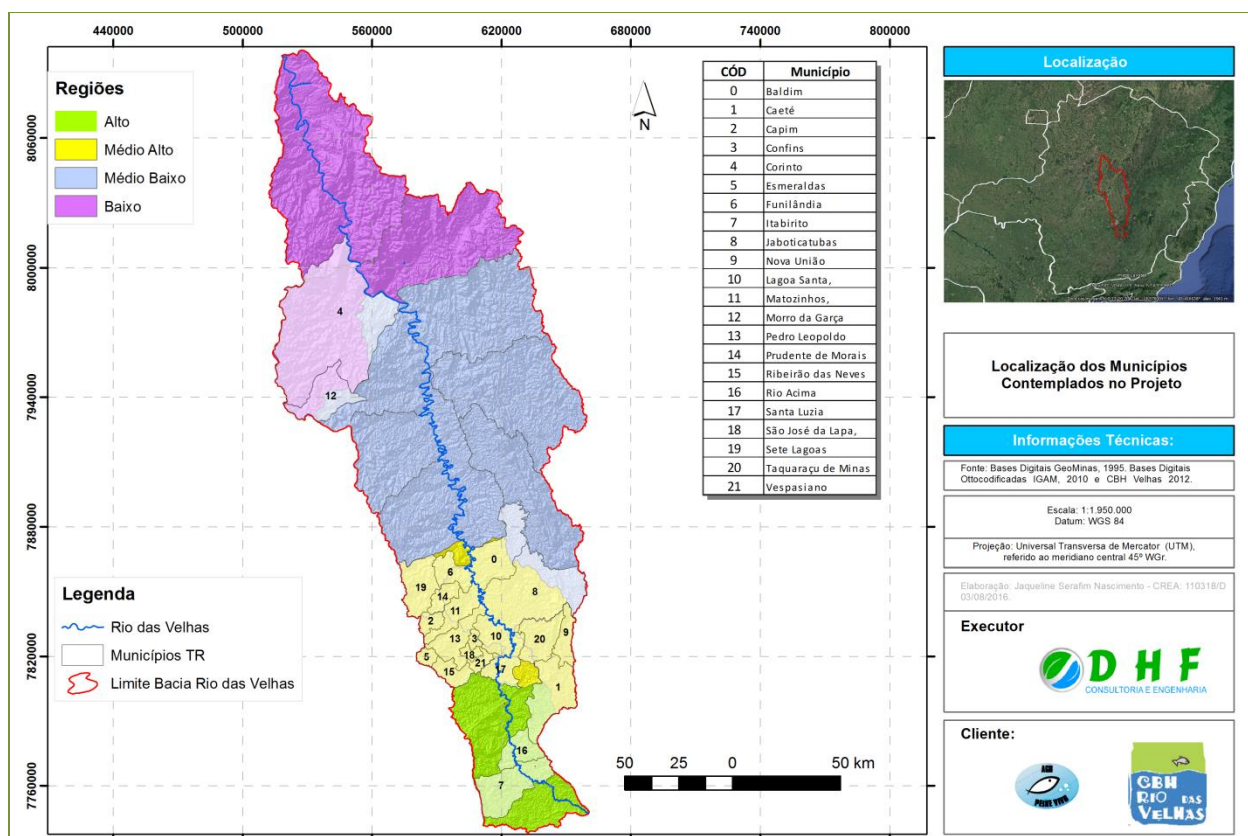 440000 500000 560000 620000 680000 740000 800000
8060000
8000000
7940000
7880000
7820000
7760000
Regiões
Alto
Médio Alto
Médio Baixo
Baixo
N
CÓD Município
0 Baldim
1 Caeté
2 Capim
3 Confins
4 Corinto
5 Esmeraldas
6 Funilândia
7 Itabirito
8 Jaboticatubas
9 Nova União
10 Lagoa Santa,
11 Matozinhos,
12 Morro da Garça
13 Pedro Leopoldo
14 Prudente de Morais
15 Ribeirão das Neves
16 Rio Acima
17 Santa Luzia
18 São José da Lapa,
19 Sete Lagoas
20 Taquaraçu de Minas
21 Vespasiano
4
12
0
6
19
8
14
11
2
9
13
3
10
20
5
18
21
17
15
1
16
7
Legenda
Rio das Velhas
Municípios TR
Limite Bacia Rio das Velhas
50 25 0 50 km
Localização
Localização dos Municípios
Contemplados no Projeto
Informações Técnicas:
Fonte: Bases Digitais GeoMinas, 1995. Bases Digitais
Ottocodificadas IGAM, 2010 e CBH Velhas 2012.
Escala: 1:1.950.000
Datum: WGS 84
Projeção: Universal Transversa de Mercator (UTM),
referido ao meridiano central 45º WGr.
Elaboração: Jaqueline Serafim Nascimento - CREA: 110318/D
03/08/2016.
Executor
DHF
CONSULTORIA E ENGENHARIA
Cliente:
AGB
PEIXE VIVO
CBH
RIO DAS
VELHAS